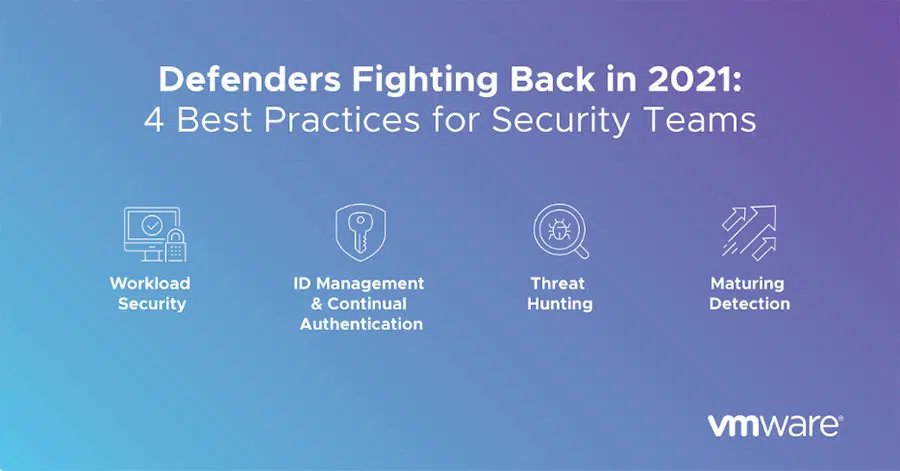 Defenders Fighting Back in 2021:
4 Best Practices for Security Teams
Workload
Security
ID Management
& Continual
Authentication
Threat
Hunting
Maturing
Detection
vmware®